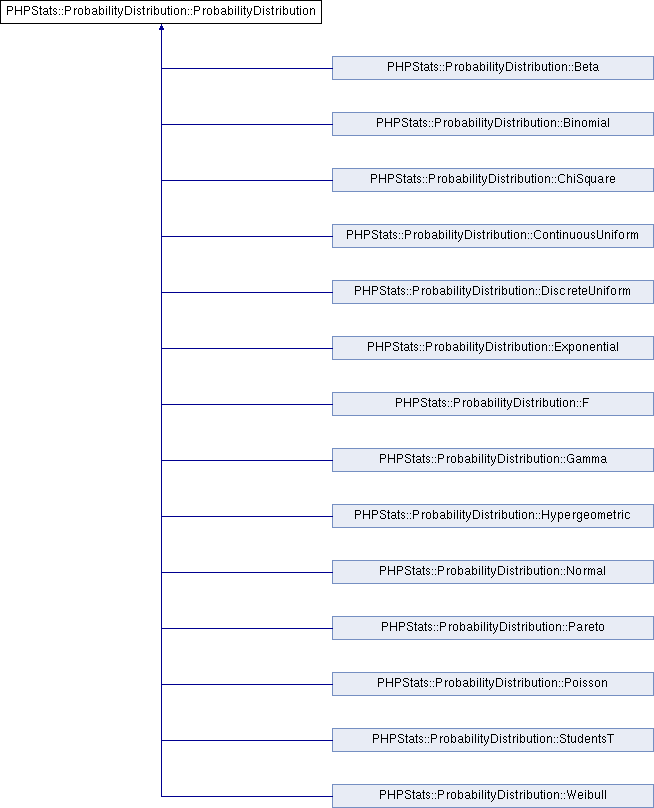 PHPStats::ProbabilityDistribution::ProbabilityDistribution
PHPStats::ProbabilityDistribution::Beta
PHPStats::ProbabilityDistribution::Binomial
PHPStats::ProbabilityDistribution::ChiSquare
PHPStats::ProbabilityDistribution::ContinuousUniform
PHPStats::ProbabilityDistribution::DiscreteUniform
PHPStats::ProbabilityDistribution::Exponential
PHPStats::ProbabilityDistribution::F
PHPStats::ProbabilityDistribution::Gamma
PHPStats::ProbabilityDistribution::Hypergeometric
PHPStats::ProbabilityDistribution::Normal
PHPStats::ProbabilityDistribution::Pareto
PHPStats::ProbabilityDistribution::Poisson
PHPStats::ProbabilityDistribution::StudentsT
PHPStats::ProbabilityDistribution::Weibull